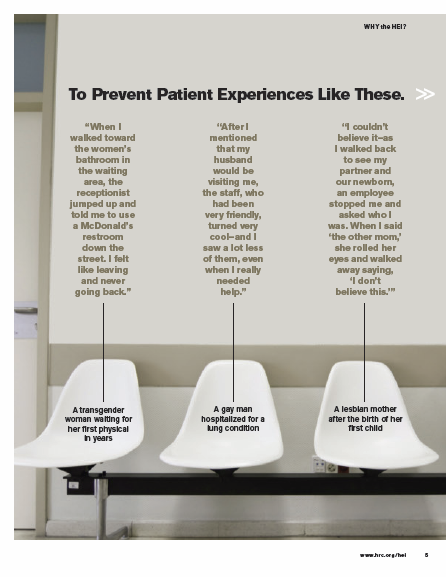 WHY the HEI?
To Prevent Patient Experiences Like These. >>
“When I
walked toward
the women’s
bathroom in
the waiting
area, the
receptionist
jumped up and
told me to use
a McDonald’s
restroom
down the
street. I felt
like leaving
and never
going back.”
“After I
mentioned
that my
husband
would be
visiting me,
the staff, who
had been
very friendly,
turned very
cool–and I
saw a lot less
of them, even
when I really
needed
help.”
“I couldn’t
believe it–as
I walked back
to see my
partner and
our newborn,
an employee
stopped me and
asked who I
was. When I said
‘the other mom,’
she rolled her
eyes and walked
away saying,
‘I don’t
believe this.’”
A transgender
woman waiting for
her first physical
in years
A gay man
hospitalized for a
lung condition
A lesbian mother
after the birth of her
first child
www.hrc.org/hei 5